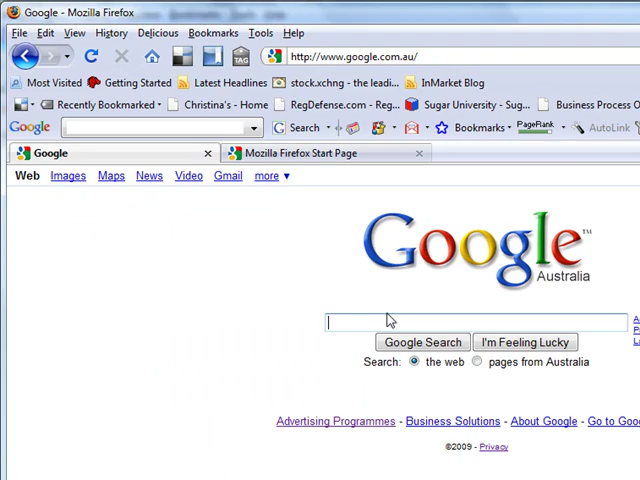 Google - Mozilla Firefox
File Edit View History Delicious Bookmarks Tools Help
TAG http://www.google.com.au/
Most Visited Getting Started Latest Headlines stock.xchng - the leadi... InMarket Blog
Recently Bookmarked Christina's - Home RegDefense.com - Reg... Sugar University - Sug... Business Process O
Google Search Bookmarks PageRank AutoLink
Google Mozilla Firefox Start Page
Web Images Maps News Video Gmail more ▼
Google™
Australia
Google Search I'm Feeling Lucky
Search: the web pages from Australia
Advertising Programmes - Business Solutions - About Google - Go to Goo
©2009 - Privacy